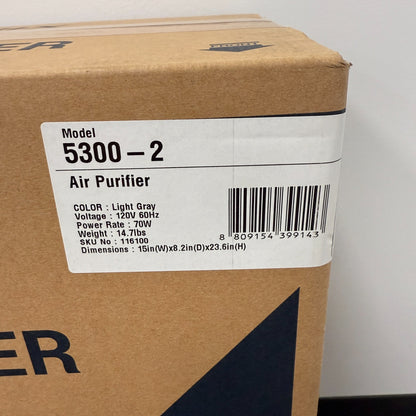 ER
Model
5300-2
Air Purifier
COLOR : Light Gray
Voltage : 120V 60Hz
Power Rate : 70W
Weight : 14.7lbs
SKU No : 116100
Dimensions : 15in(W)x8.2in(D)x23.6in(H)
8 809154 399143
ER